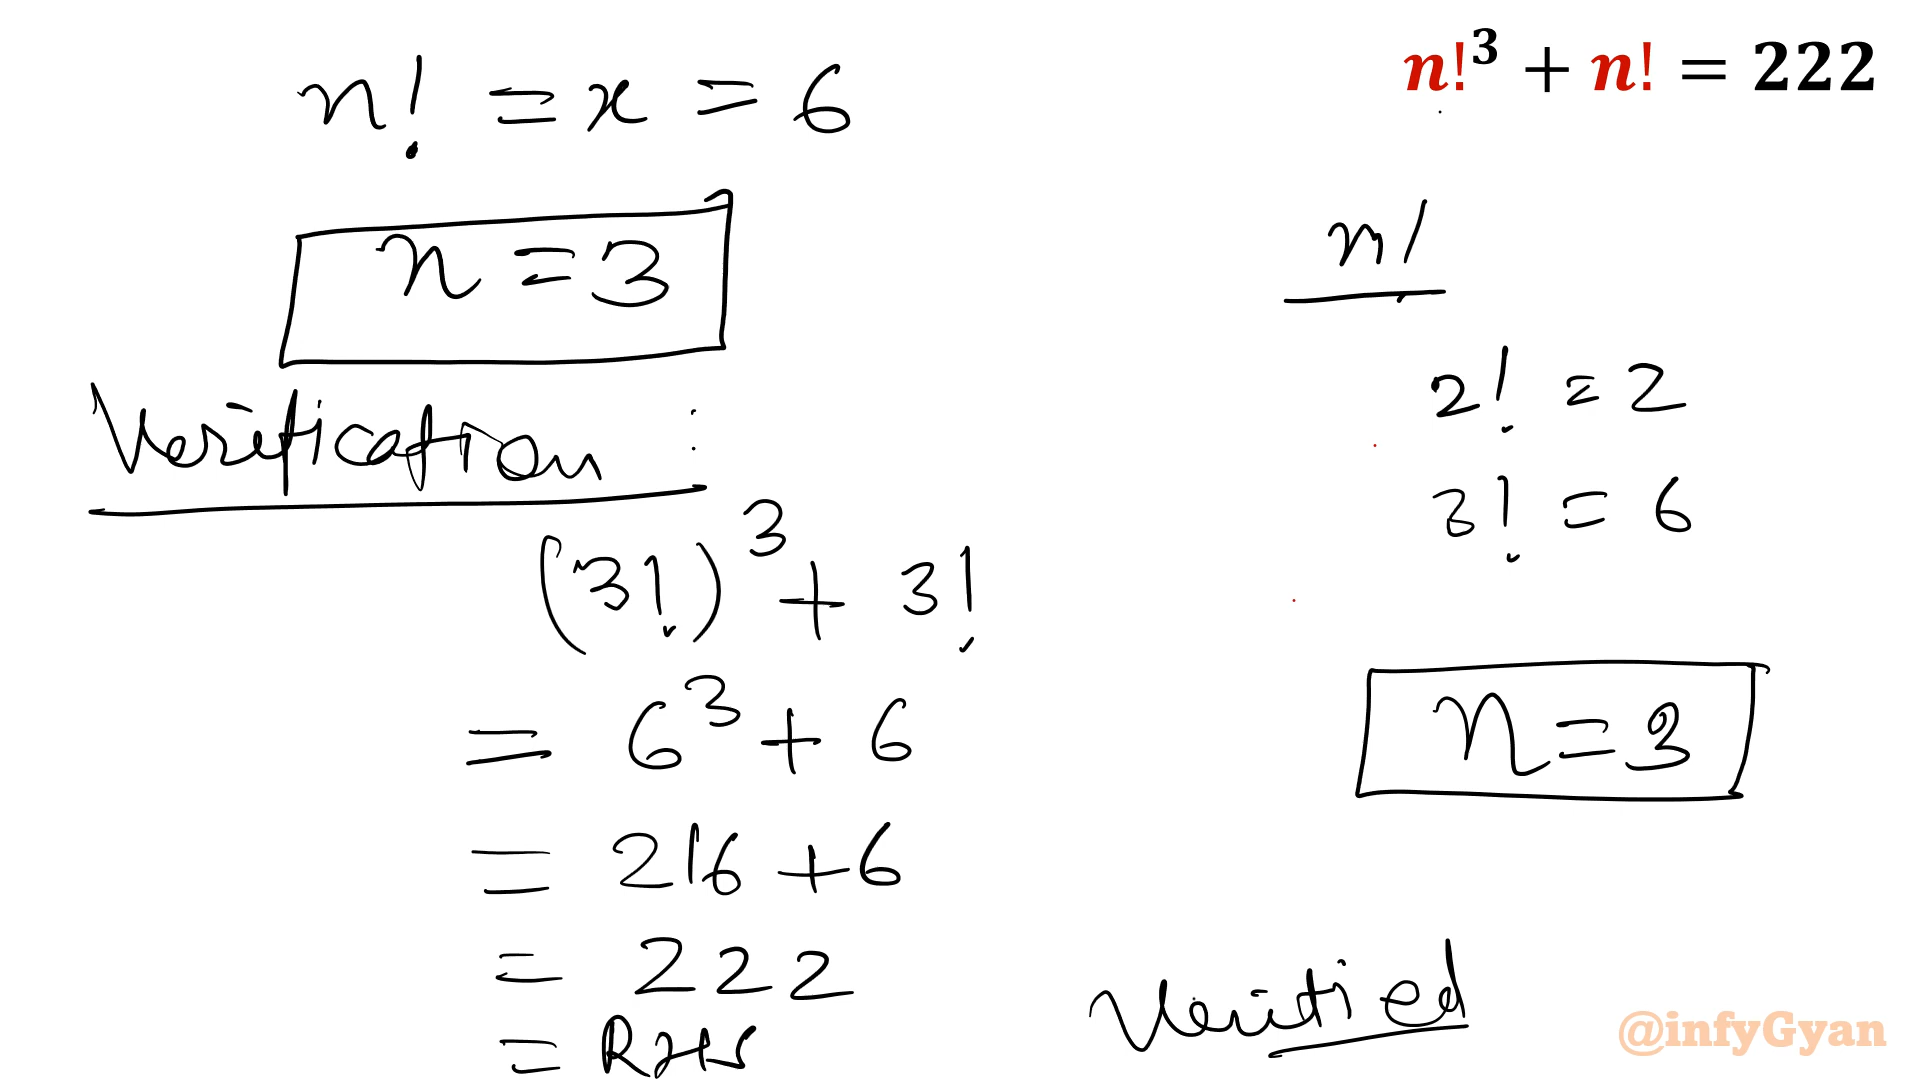 n!³ + n! = 222
n! = x = 6
n = 3
Verification :
(3!)³ + 3!
= 6³ + 6
= 216 + 6
= 222
= RHS
n!
2! = 2
3! = 6
n = 3
Verified
@infyGyan